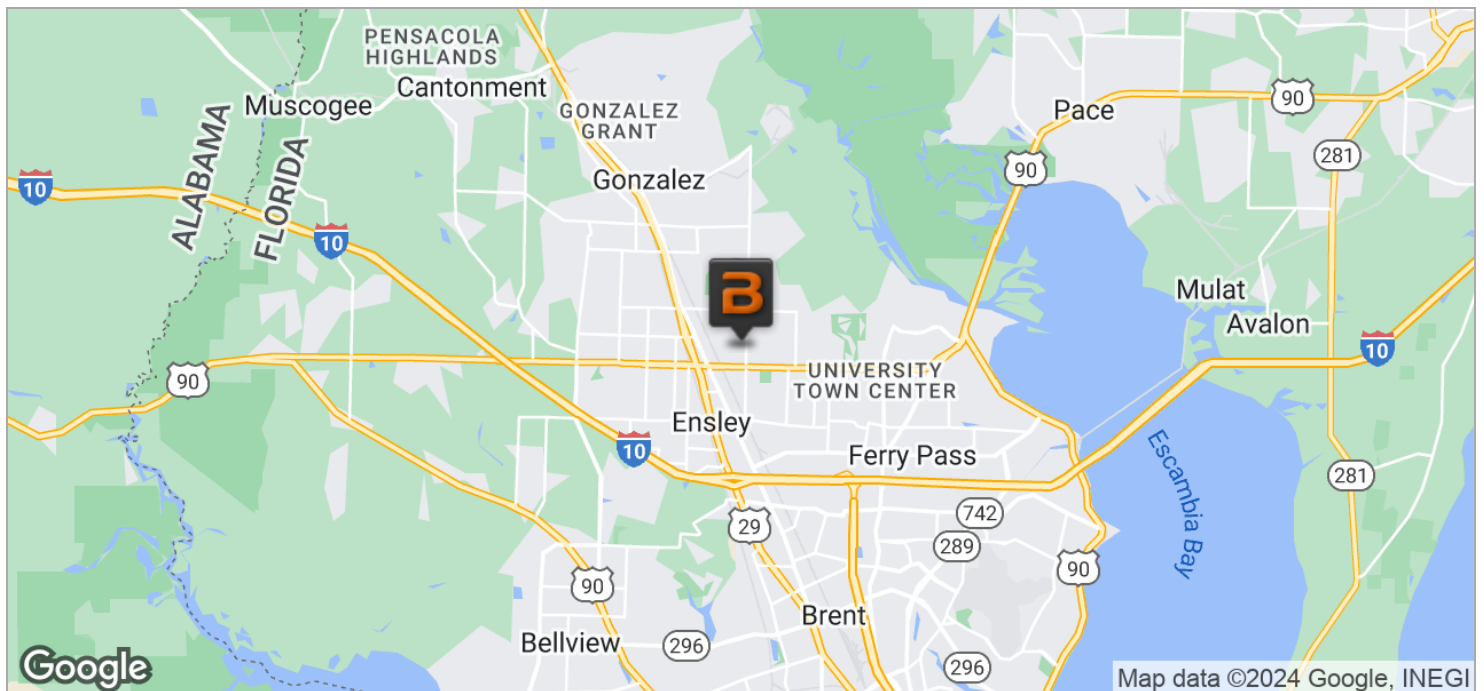 PENSACOLA
HIGHLANDS
Cantonment
Muscogee
GONZALEZ
GRANT
Pace
90
281
90
10
ALABAMA
FLORIDA
Gonzalez
10
B
Mulat
Avalon
10
90
UNIVERSITY
TOWN CENTER
Ensley
10
Ferry Pass
Escambia Bay
281
742
29
289
90
90
Brent
Bellview
296
296
Google
Map data ©2024 Google, INEGI